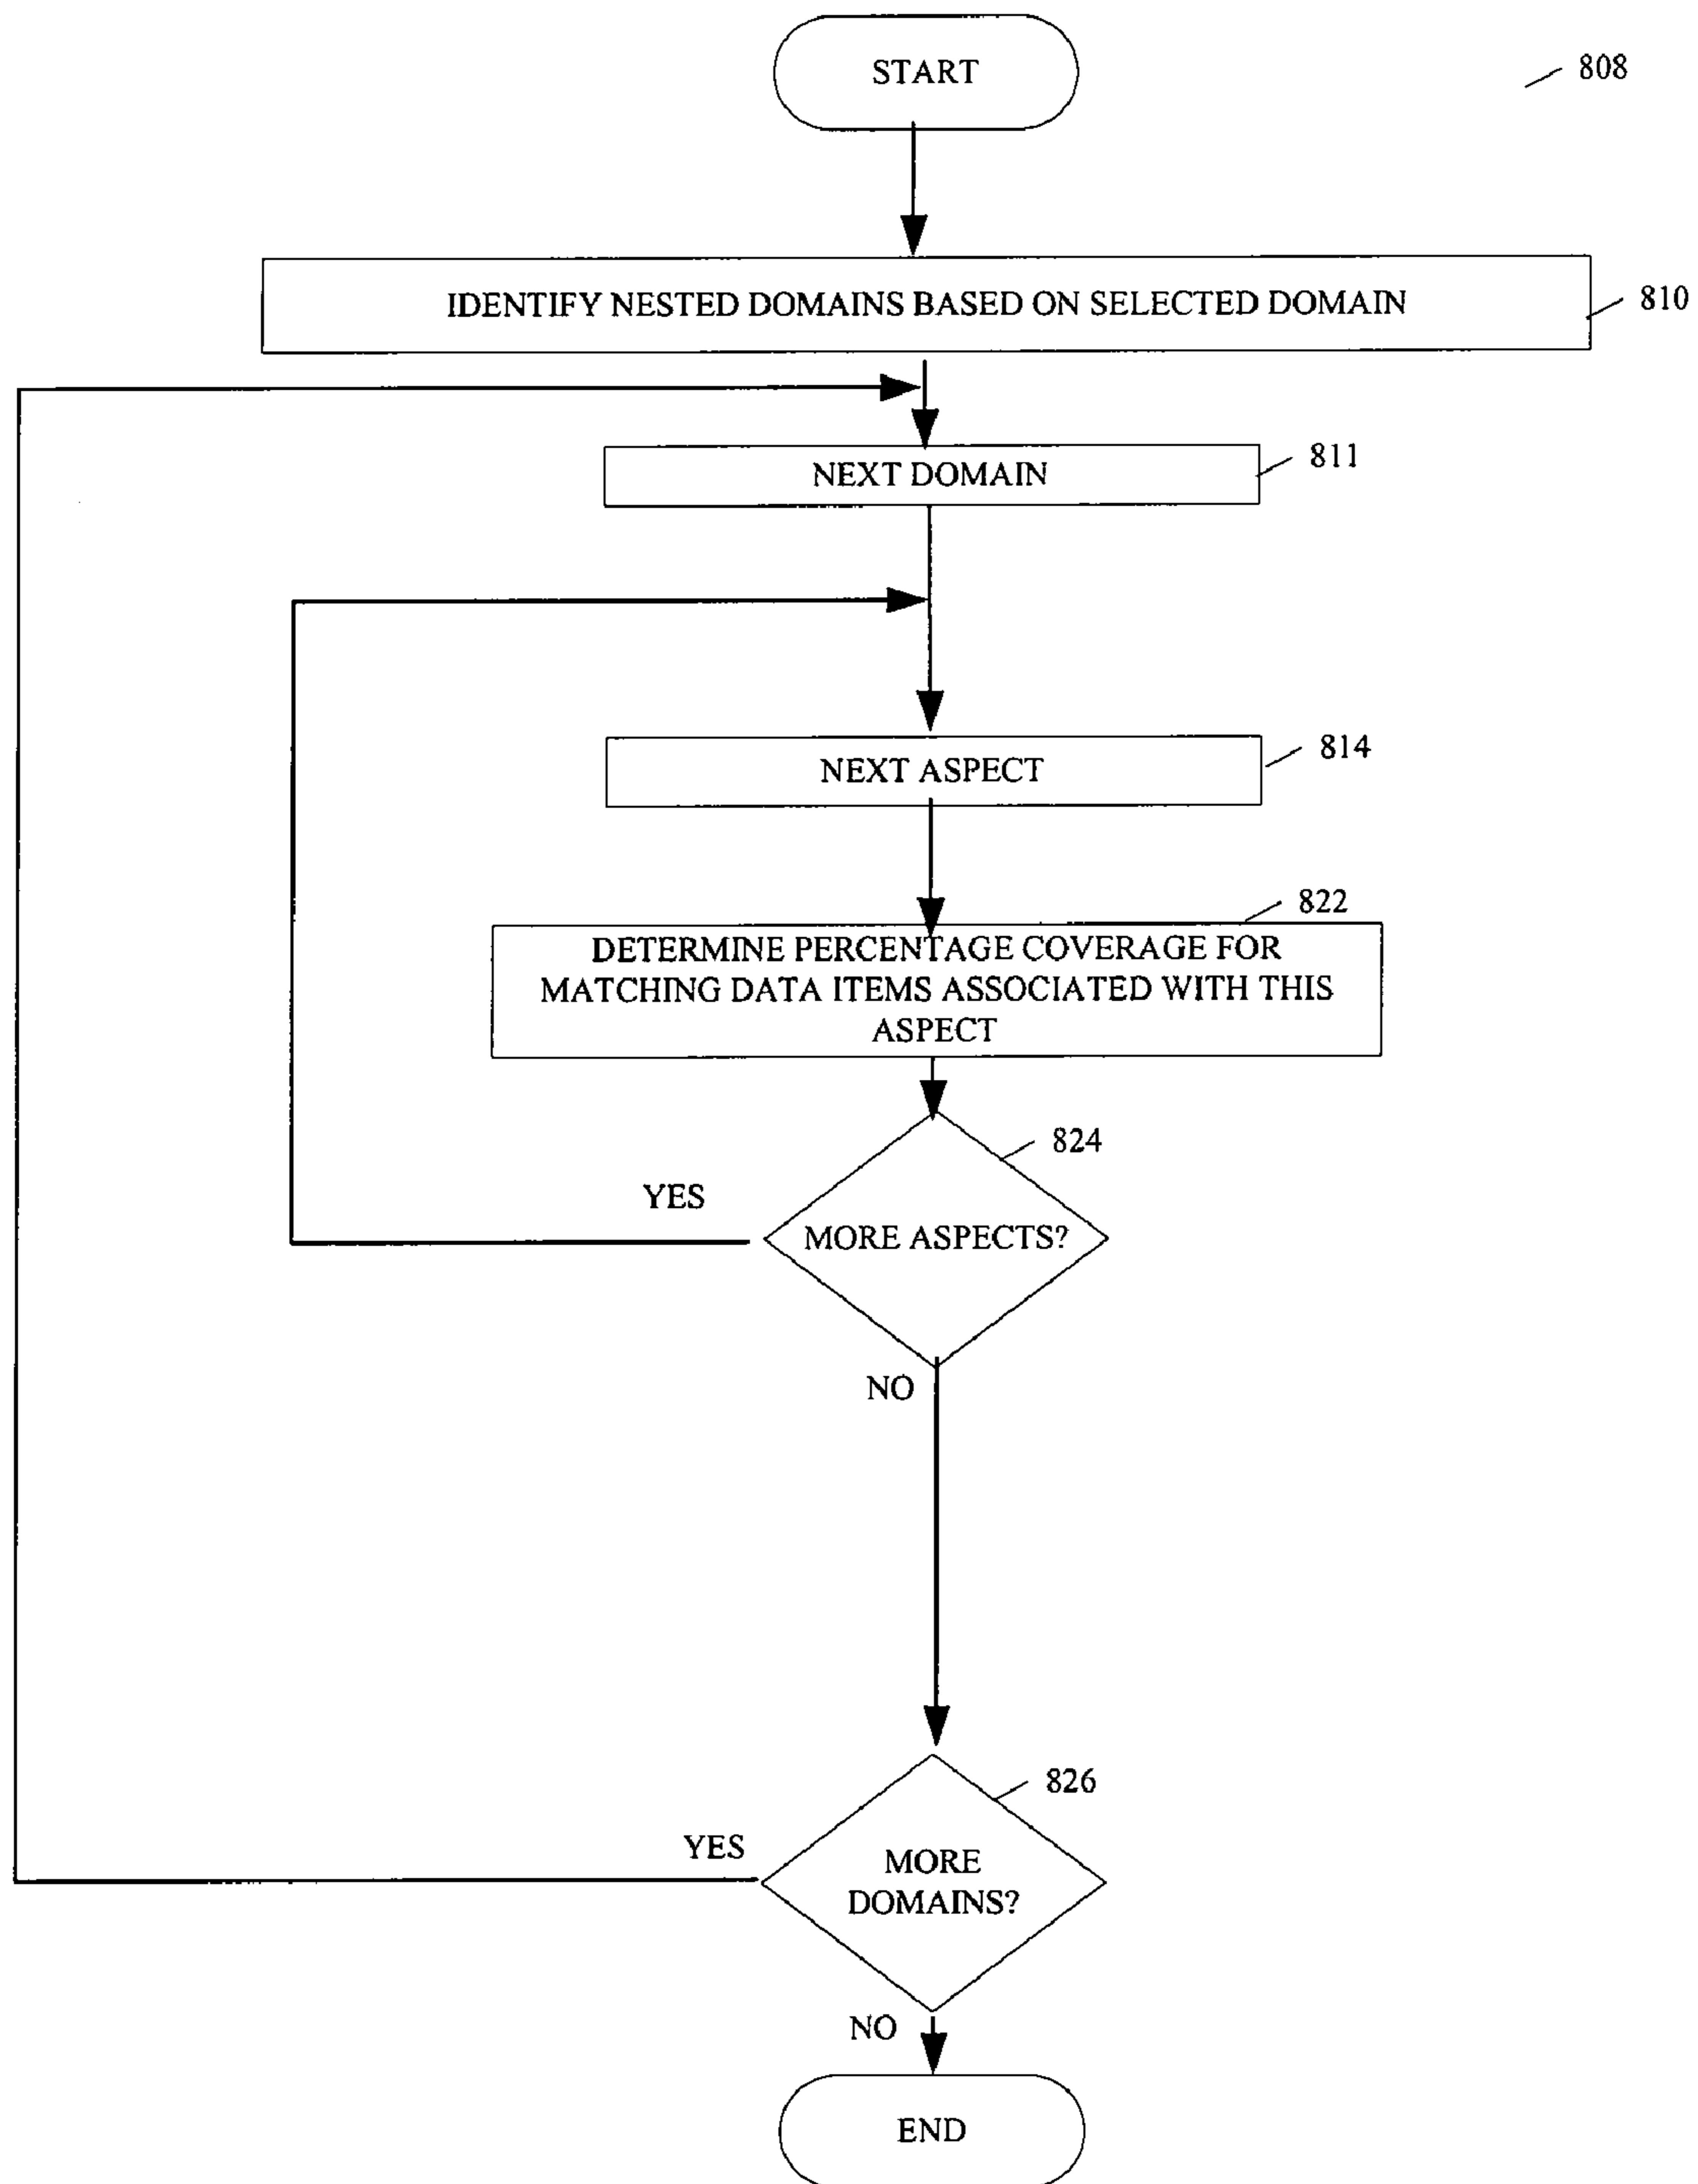 START
808
IDENTIFY NESTED DOMAINS BASED ON SELECTED DOMAIN
810
NEXT DOMAIN
811
NEXT ASPECT
814
822
DETERMINE PERCENTAGE COVERAGE FOR
MATCHING DATA ITEMS ASSOCIATED WITH THIS
ASPECT
824
YES
MORE ASPECTS?
NO
826
YES
MORE
DOMAINS?
NO
END